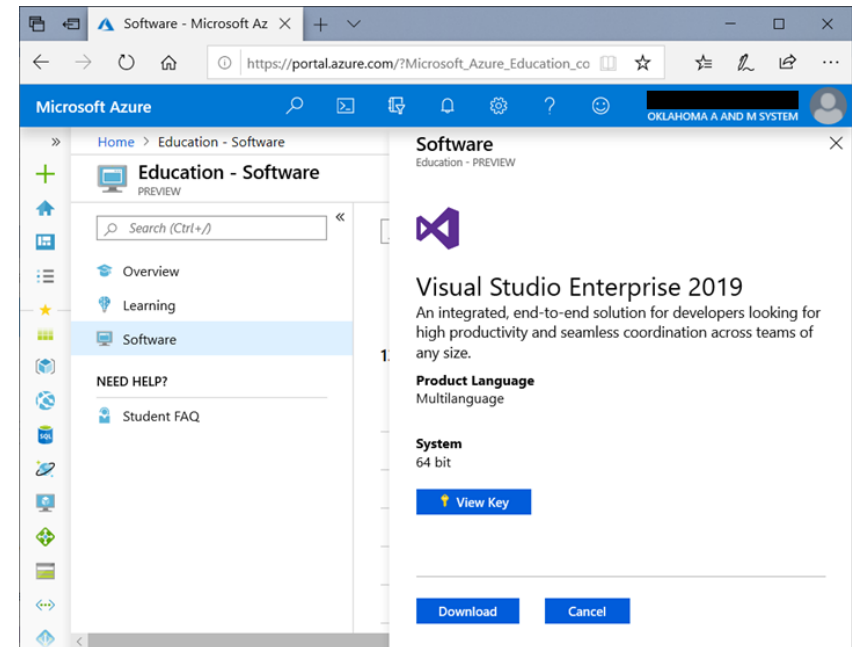 Software - Microsoft Az
https://portal.azure.com/?Microsoft_Azure_Education_co
Microsoft Azure
OKLAHOMA A AND M SYSTEM
Home > Education - Software
Education - Software
PREVIEW
Search (Ctrl+/)
Overview
Learning
Software
NEED HELP?
Student FAQ
SQL
Software
Education - PREVIEW
Visual Studio Enterprise 2019
An integrated, end-to-end solution for developers looking for
high productivity and seamless coordination across teams of
any size.
Product Language
Multilanguage
System
64 bit
View Key
Download
Cancel